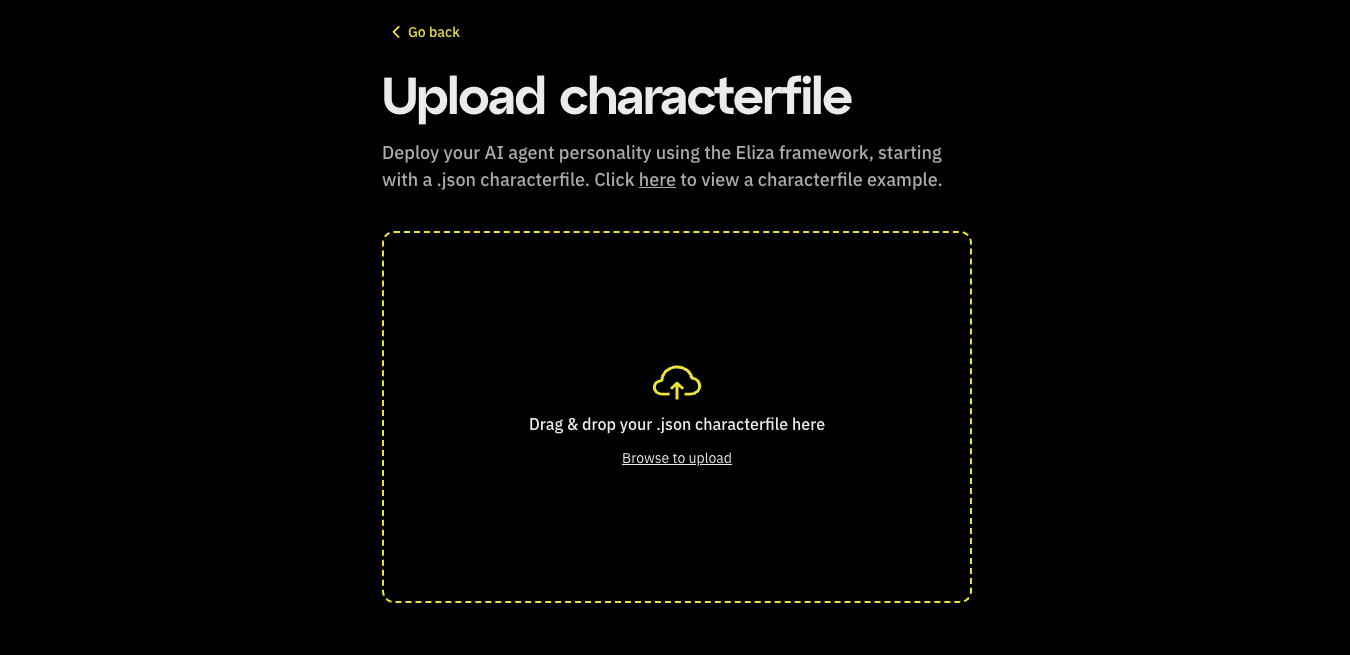 Go back
Upload characterfile
Deploy your AI agent personality using the Eliza framework, starting
with a .json characterfile. Click here to view a characterfile example.
Drag & drop your .json characterfile here
Browse to upload